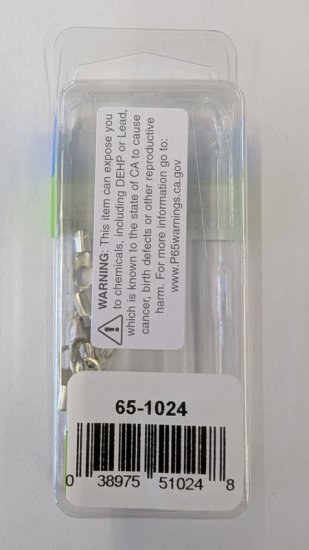 WARNING: This item can expose you
to chemicals, including DEHP or Lead,
which is known to the state of CA to cause
cancer, birth defects or other reproductive
harm. For more information go to:
www.P65warnings.ca.gov
65-1024
0 38975 51024 8